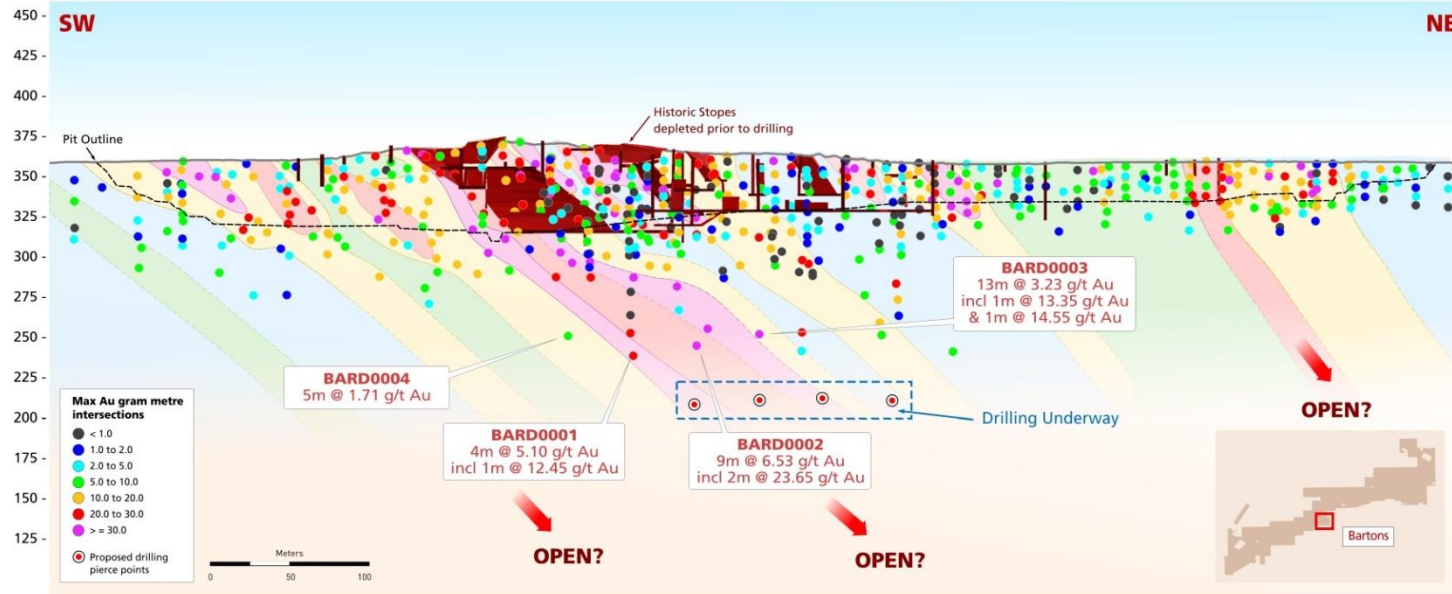 SW
NE
450 -
425 -
400 -
375 -
350 -
325 -
300 -
275 -
250 -
225 -
200 -
175 -
150 -
125 -
Pit Outline
Historic Stopes
depleted prior to drilling
BARD0003
13m @ 3.23 g/t Au
incl 1m @ 13.35 g/t Au
& 1m @ 14.55 g/t Au
BARD0004
5m @ 1.71 g/t Au
BARD0001
4m @ 5.10 g/t Au
incl 1m @ 12.45 g/t Au
BARD0002
9m @ 6.53 g/t Au
incl 2m @ 23.65 g/t Au
Drilling Underway
OPEN?
OPEN?
OPEN?
Max Au gram metre
intersections
< 1.0
1.0 to 2.0
2.0 to 5.0
5.0 to 10.0
10.0 to 20.0
20.0 to 30.0
> = 30.0
Proposed drilling
pierce points
Meters
0 50 100
Bartons